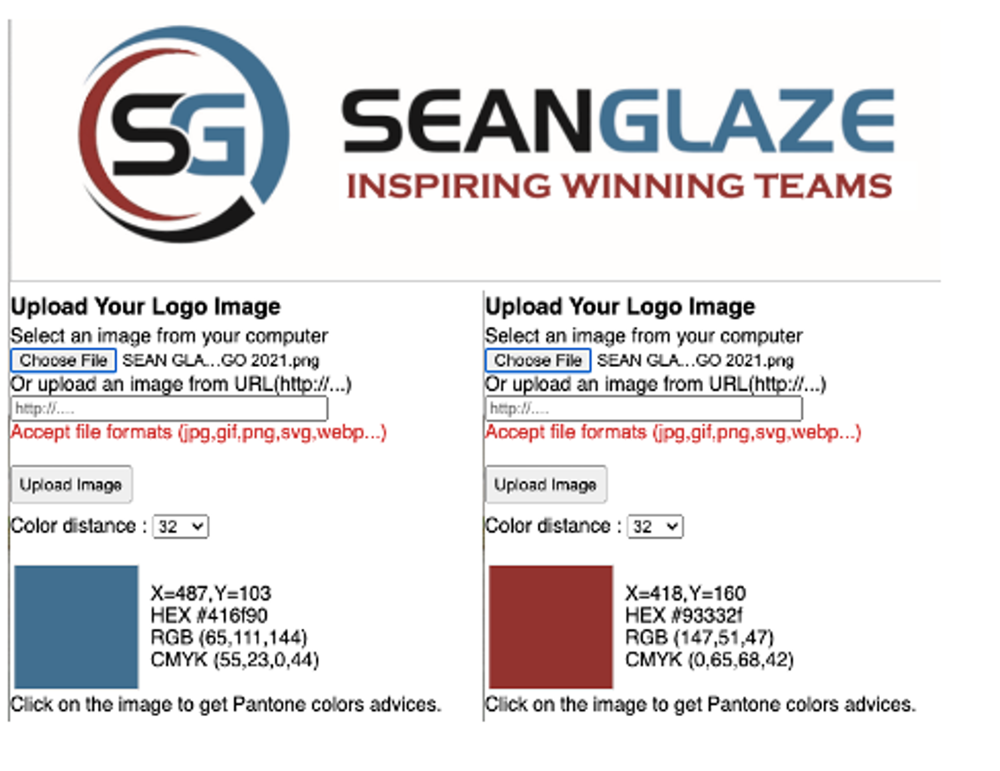 SG
SEANGLAZE
INSPIRING WINNING TEAMS
Upload Your Logo Image
Select an image from your computer
Choose File SEAN GLA...GO 2021.png
Or upload an image from URL(http://...)
http://....
Accept file formats (jpg,gif,png,svg,webp...)
Upload Image
Color distance : 32
X=487,Y=103
HEX #416f90
RGB (65,111,144)
CMYK (55,23,0,44)
Click on the image to get Pantone colors advices.
Upload Your Logo Image
Select an image from your computer
Choose File SEAN GLA...GO 2021.png
Or upload an image from URL(http://...)
http://....
Accept file formats (jpg,gif,png,svg,webp...)
Upload Image
Color distance : 32
X=418,Y=160
HEX #93332f
RGB (147,51,47)
CMYK (0,65,68,42)
Click on the image to get Pantone colors advices.